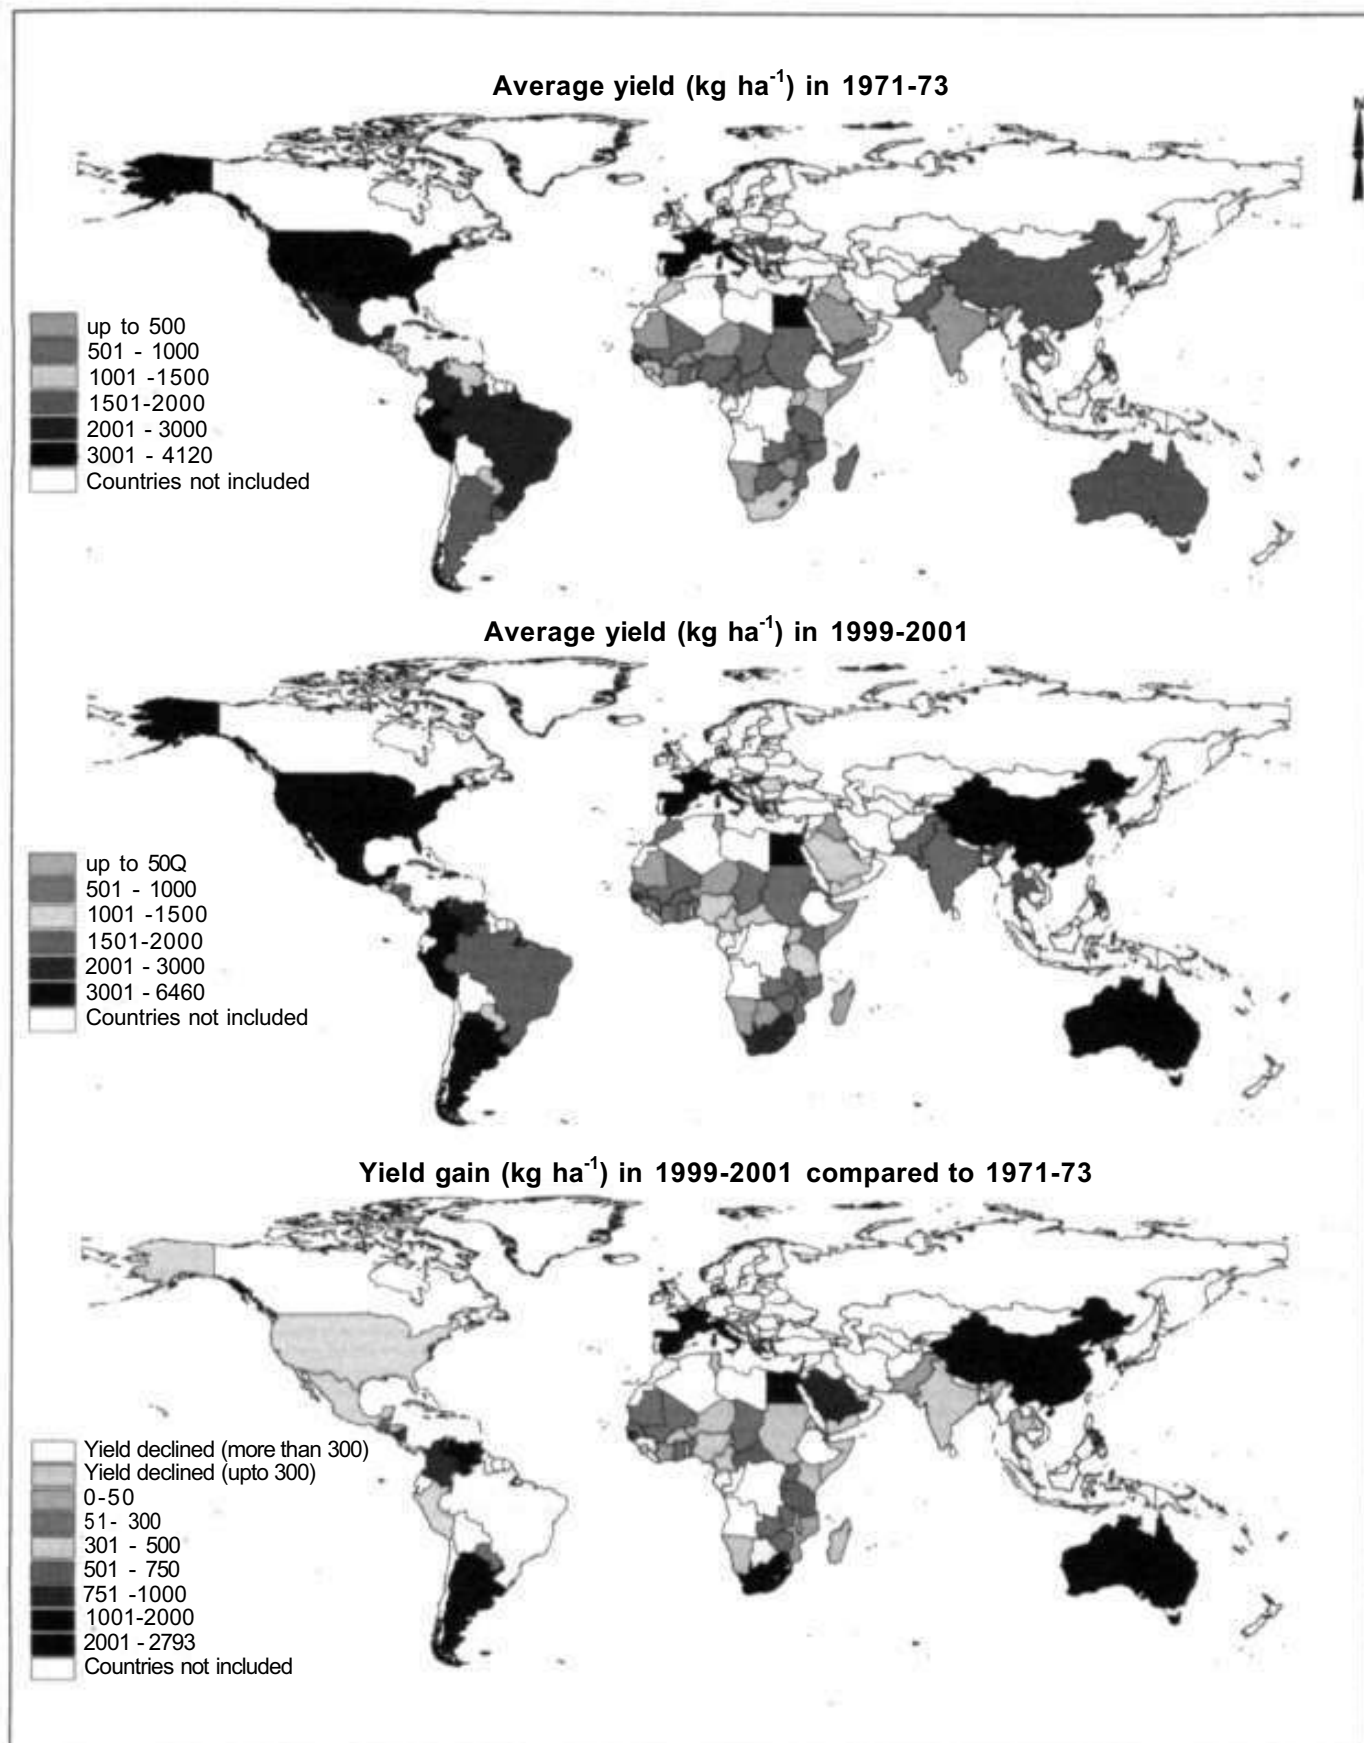 Average yield (kg ha-1) in 1971-73
N
up to 500
501 - 1000
1001 -1500
1501-2000
2001 - 3000
3001 - 4120
Countries not included
Average yield (kg ha-1) in 1999-2001
up to 50Q
501 - 1000
1001 -1500
1501-2000
2001 - 3000
3001 - 6460
Countries not included
Yield gain (kg ha-1) in 1999-2001 compared to 1971-73
Yield declined (more than 300)
Yield declined (upto 300)
0-50
51- 300
301 - 500
501 - 750
751 -1000
1001-2000
2001 - 2793
Countries not included